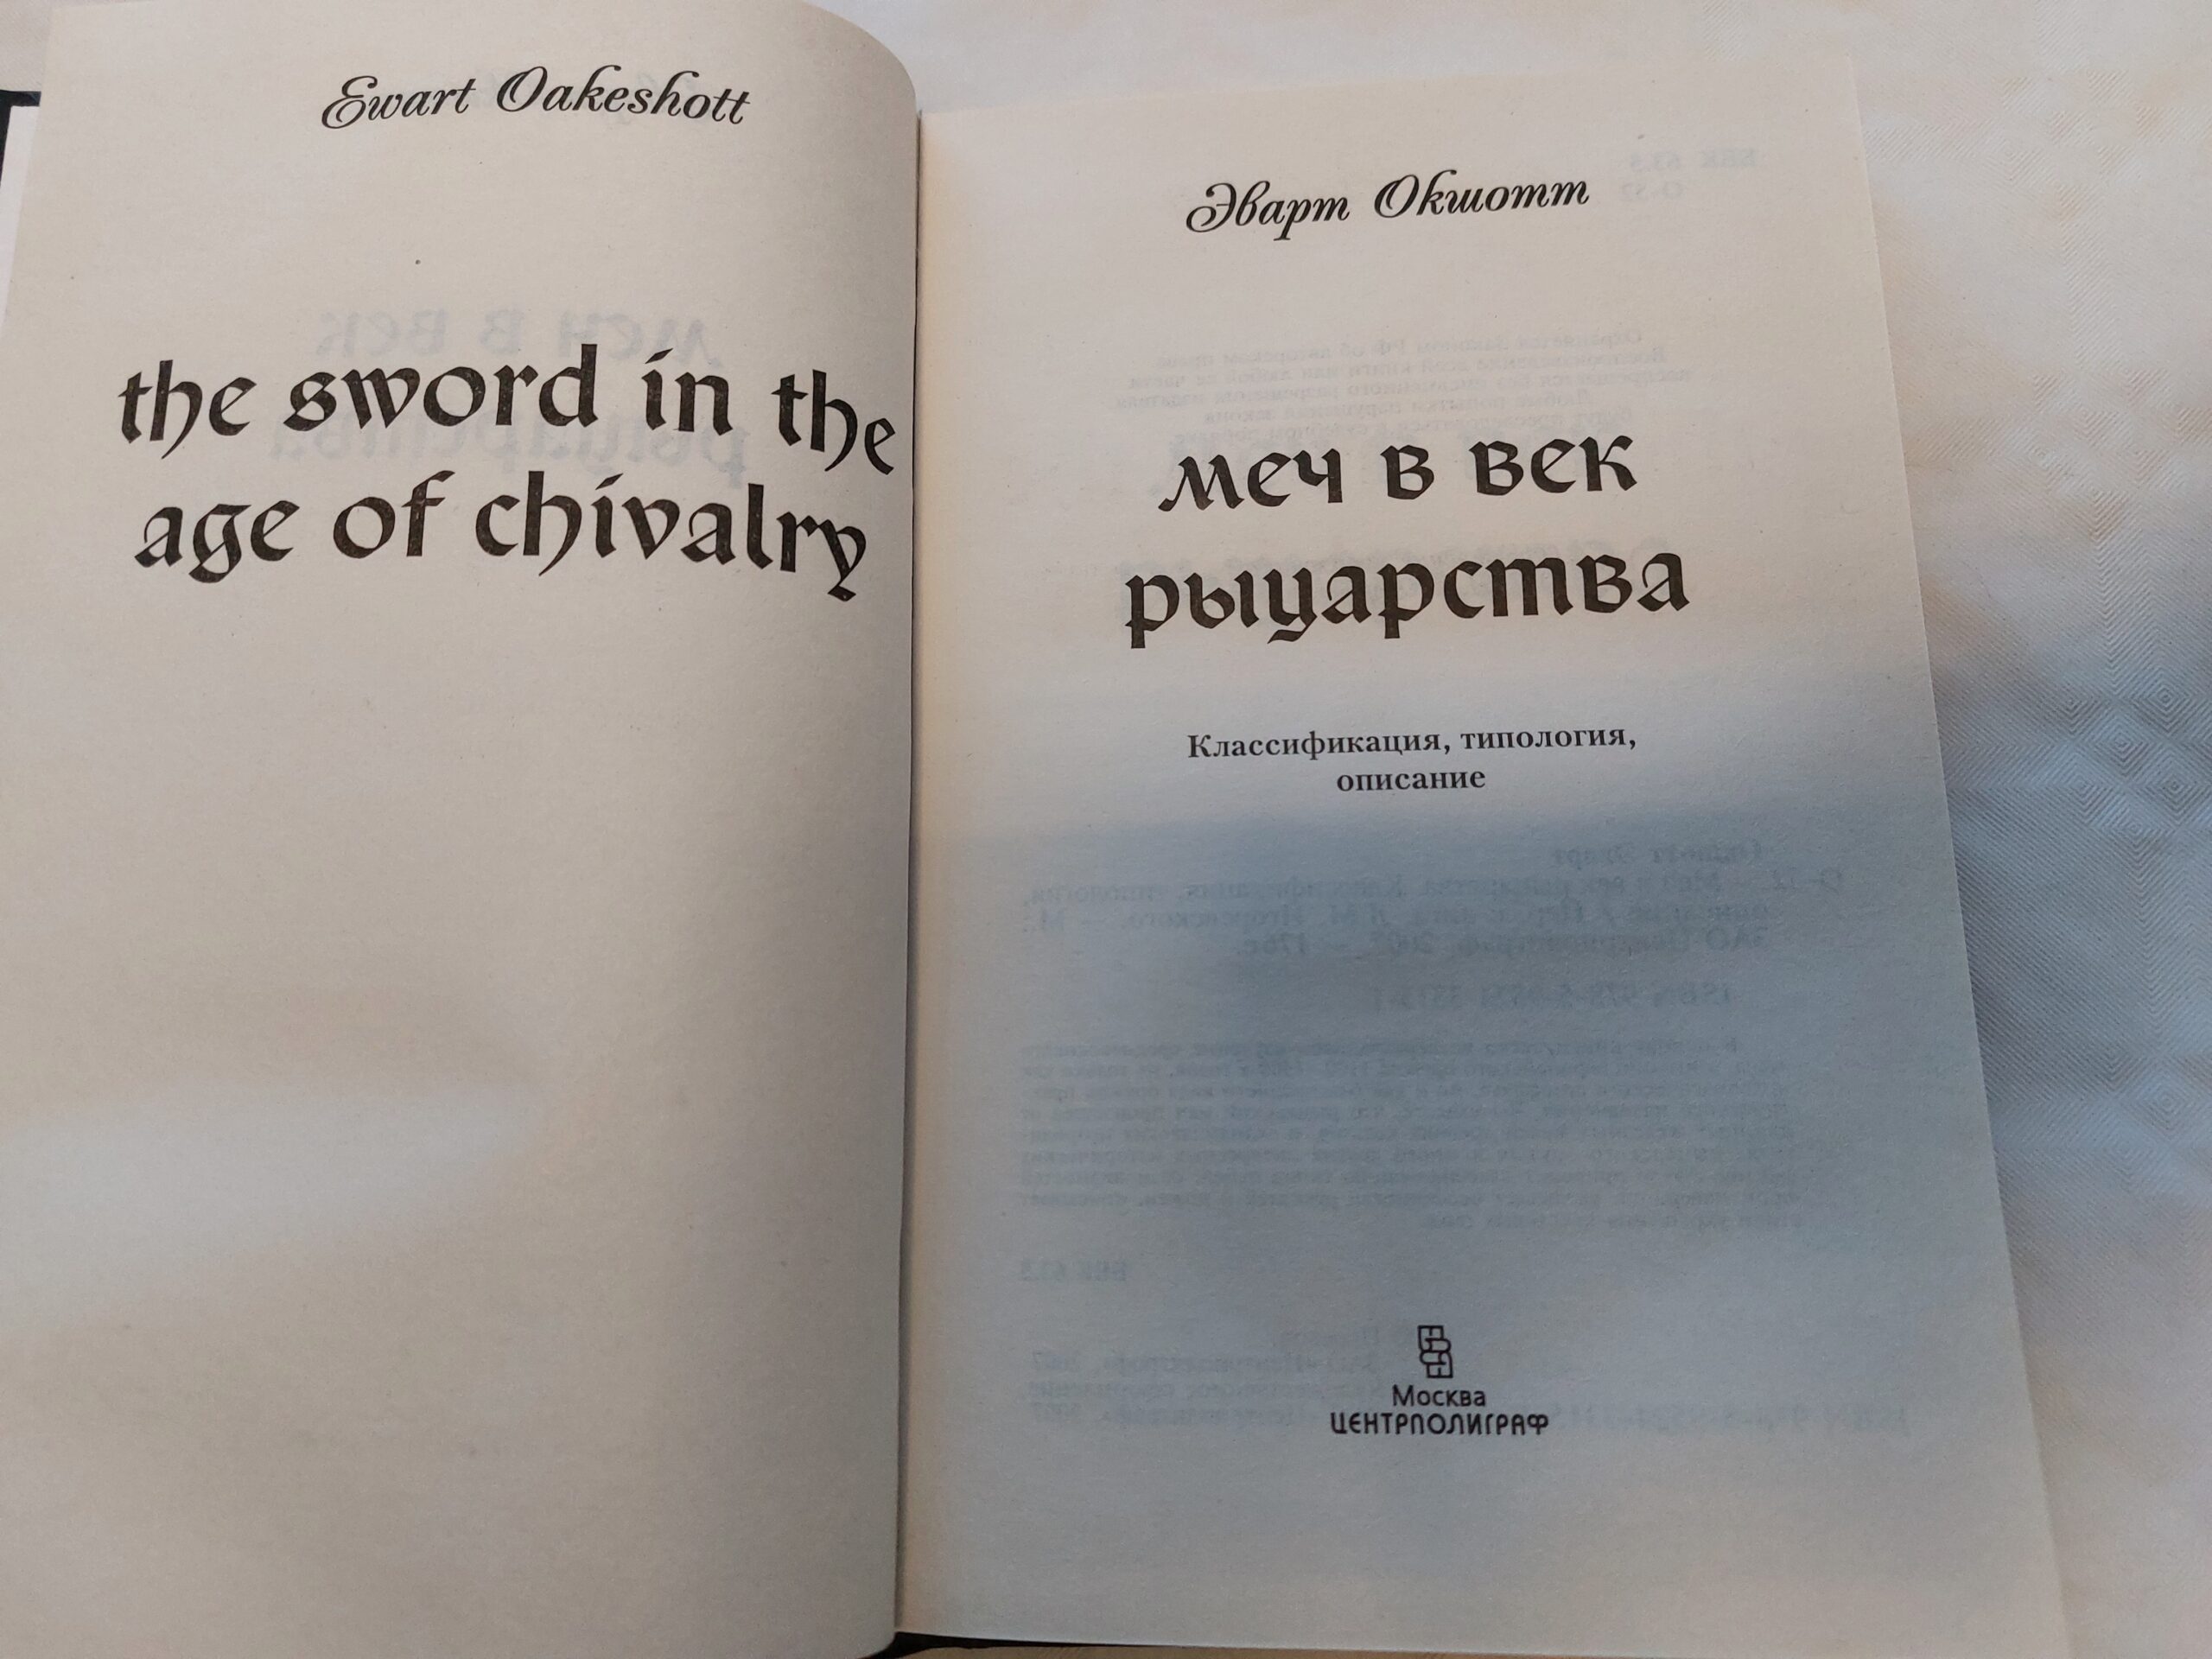 Ewart Oakeshott
the sword in the
age of chivalry
Эварт Окшотт
меч в век
рыцарства
Классификация, типология,
описание
Москва
ЦЕНТРПОЛИГРАФ